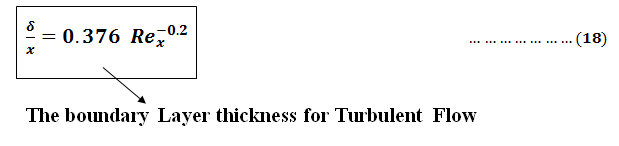 δ/x = 0.376 Re_x^{-0.2} ... ... ... ... ... ... ... (18)
The boundary Layer thickness for Turbulent Flow